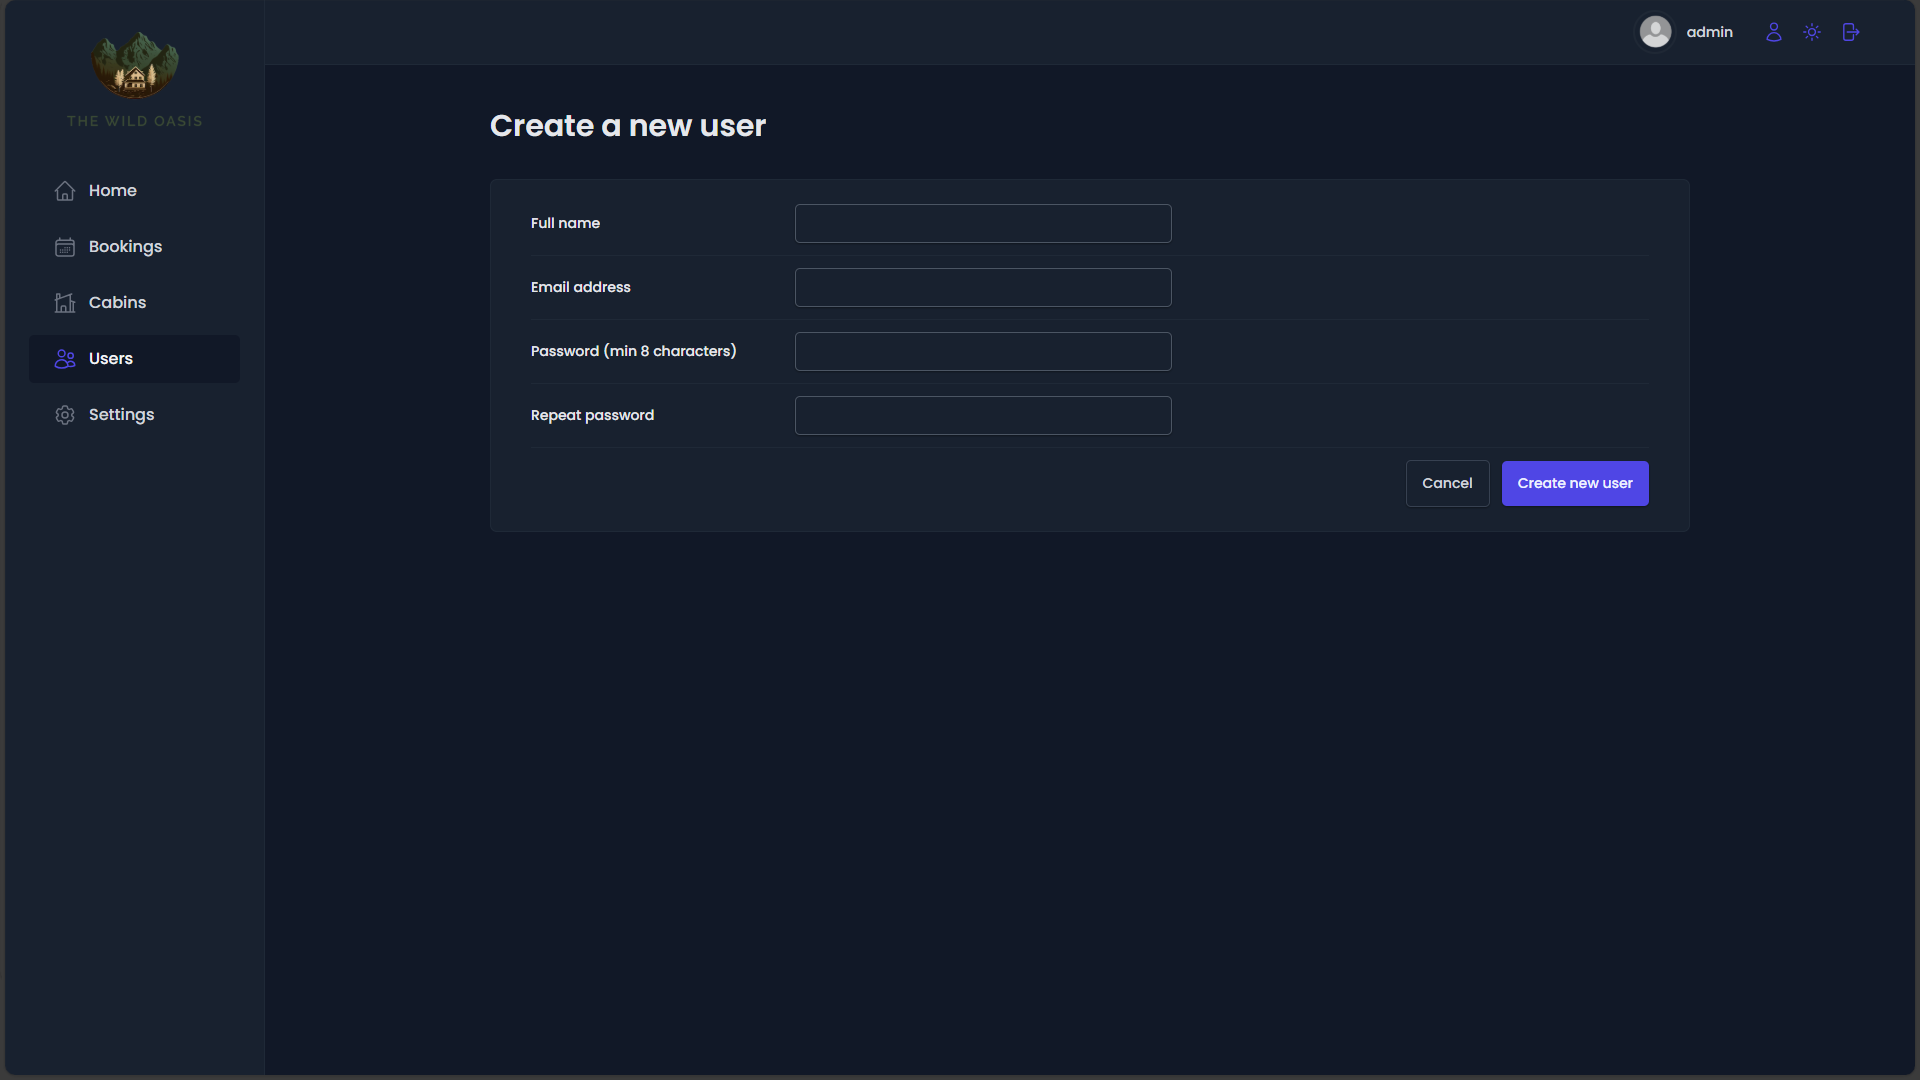 THE WILD OASIS
Home
Bookings
Cabins
Users
Settings
admin
Create a new user
Full name
Email address
Password (min 8 characters)
Repeat password
Cancel
Create new user